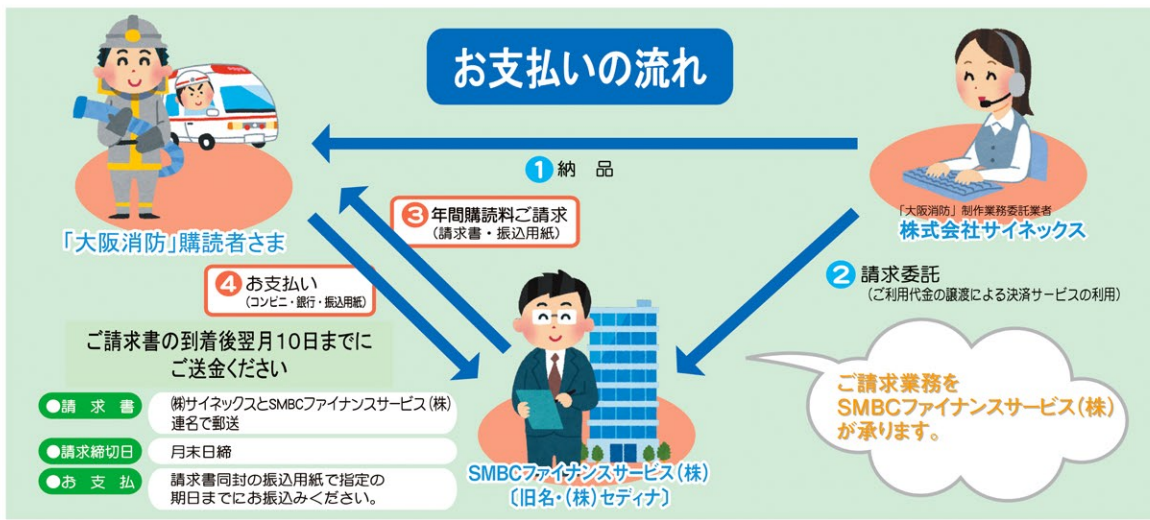 お支払いの流れ
1 納 品
「大阪消防」購読者さま
「大阪消防」制作業務委託業者
株式会社サイネックス
3 年間購読料ご請求
(請求書・振込用紙)
4 お支払い
(コンビニ・銀行・振込用紙)
2 請求委託
(ご利用代金の譲渡による決済サービスの利用)
ご請求書の到着後翌月10日までに
ご送金ください
●請求書 ㈱サイネックスとSMBCファイナンスサービス(株)
連名で郵送
●請求締切日 月末日締
●お支払 請求書同封の振込用紙で指定の
期日までにお振込みください。
SMBCファイナンスサービス(株)
〔旧名・(株)セディナ〕
ご請求業務を
SMBCファイナンスサービス(株)
が承ります。